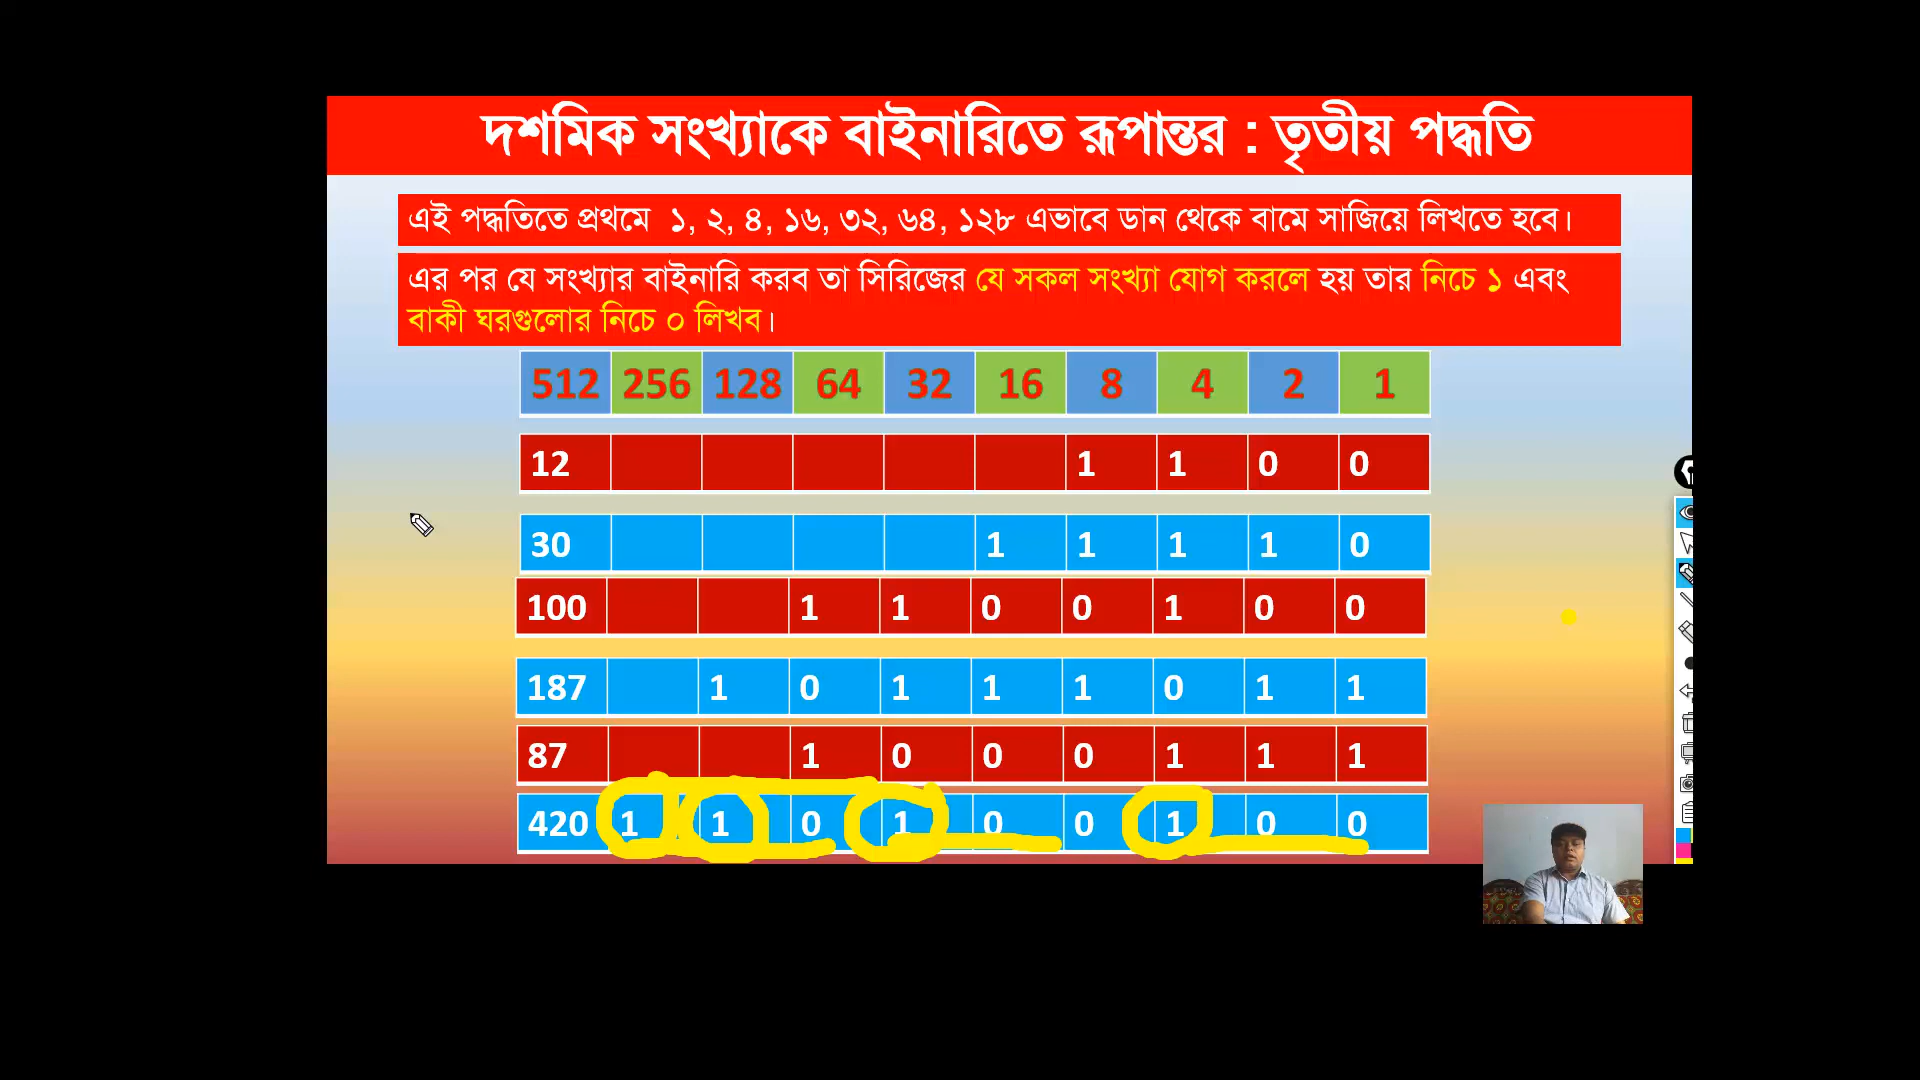 দশমিক সংখ্যাকে বাইনারিতে রূপান্তর : তৃতীয় পদ্ধতি
এই পদ্ধতিতে প্রথমে ১, ২, ৪, ১৬, ৩২, ৬৪, ১২৮ এভাবে ডান থেকে বামে সাজিয়ে লিখতে হবে।
এর পর যে সংখ্যার বাইনারি করব তা সিরিজের যে সকল সংখ্যা যোগ করলে হয় তার নিচে ১ এবং
বাকী ঘরগুলোর নিচে ০ লিখব।
512 256 128 64 32 16 8 4 2 1
12 1 1 0 0
30 1 1 1 1 0
100 1 1 0 0 1 0 0
187 1 0 1 1 1 0 1 1
87 1 0 0 0 1 1 1
420 1 1 0 1 0 0 1 0 0